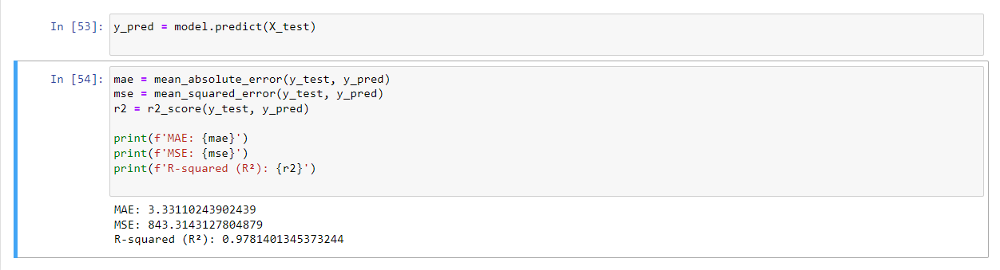 In [53]: y_pred = model.predict(X_test)
In [54]: mae = mean_absolute_error(y_test, y_pred)
mse = mean_squared_error(y_test, y_pred)
r2 = r2_score(y_test, y_pred)
print(f'MAE: {mae}')
print(f'MSE: {mse}')
print(f'R-squared (R²): {r2}')
MAE: 3.33110243902439
MSE: 843.3143127804879
R-squared (R²): 0.9781401345373244